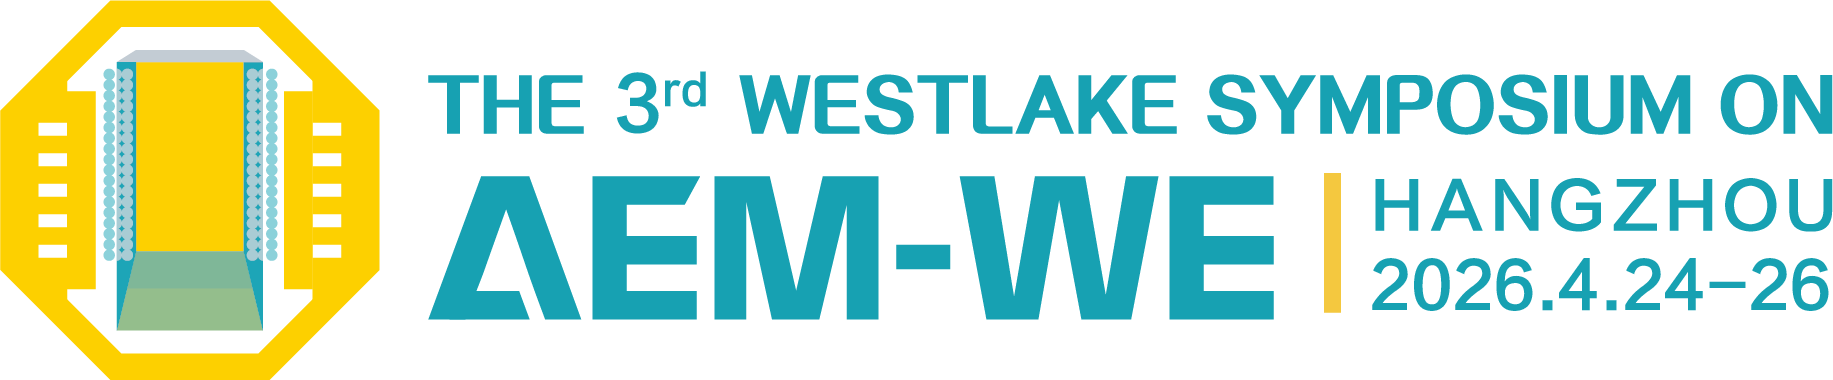 THE 3rd WESTLAKE SYMPOSIUM ON
AEM-WE
HANGZHOU
2026.4.24-26